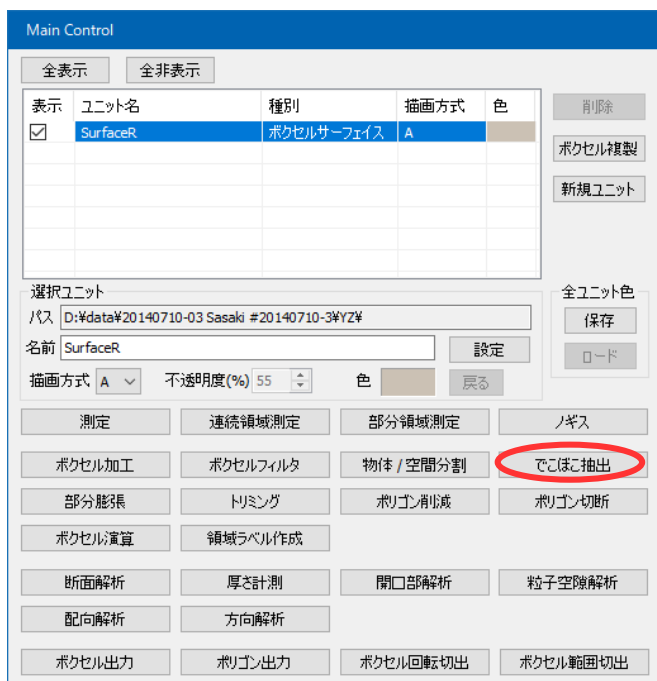 Main Control
全表示 全非表示
表示 ユニット名 種別 描画方式 色
SurfaceR ボクセルサーフェイス A
削除
ボクセル複製
新規ユニット
選択ユニット
パス D:¥data¥20140710-03 Sasaki #20140710-3¥YZ¥
名前 SurfaceR 設定
描画方式 A 不透明度(%) 55 色 戻る
全ユニット色
保存
ロード
測定 連続領域測定 部分領域測定 ノギス
ボクセル加工 ボクセルフィルタ 物体 / 空間分割 でこぼこ抽出
部分膨張 トリミング ポリゴン削減 ポリゴン切断
ボクセル演算 領域ラベル作成
断面解析 厚さ計測 開口部解析 粒子空隙解析
配向解析 方向解析
ボクセル出力 ポリゴン出力 ボクセル回転切出 ボクセル範囲切出